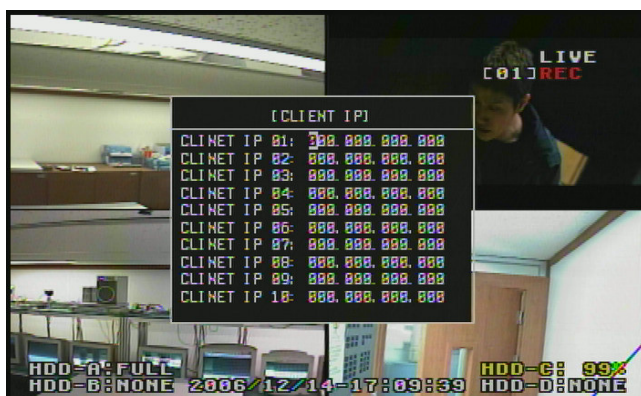 LIVE
[01]REC
[CLIENT IP]
CLINET IP 01: 000.000.000.000
CLINET IP 02: 000.000.000.000
CLINET IP 03: 000.000.000.000
CLINET IP 04: 000.000.000.000
CLINET IP 05: 000.000.000.000
CLINET IP 06: 000.000.000.000
CLINET IP 07: 000.000.000.000
CLINET IP 08: 000.000.000.000
CLINET IP 09: 000.000.000.000
CLINET IP 10: 000.000.000.000
HDD-A:FULL HDD-C: 99%
HDD-B:NONE 2006/12/14-17:09:39 HDD-D:NONE